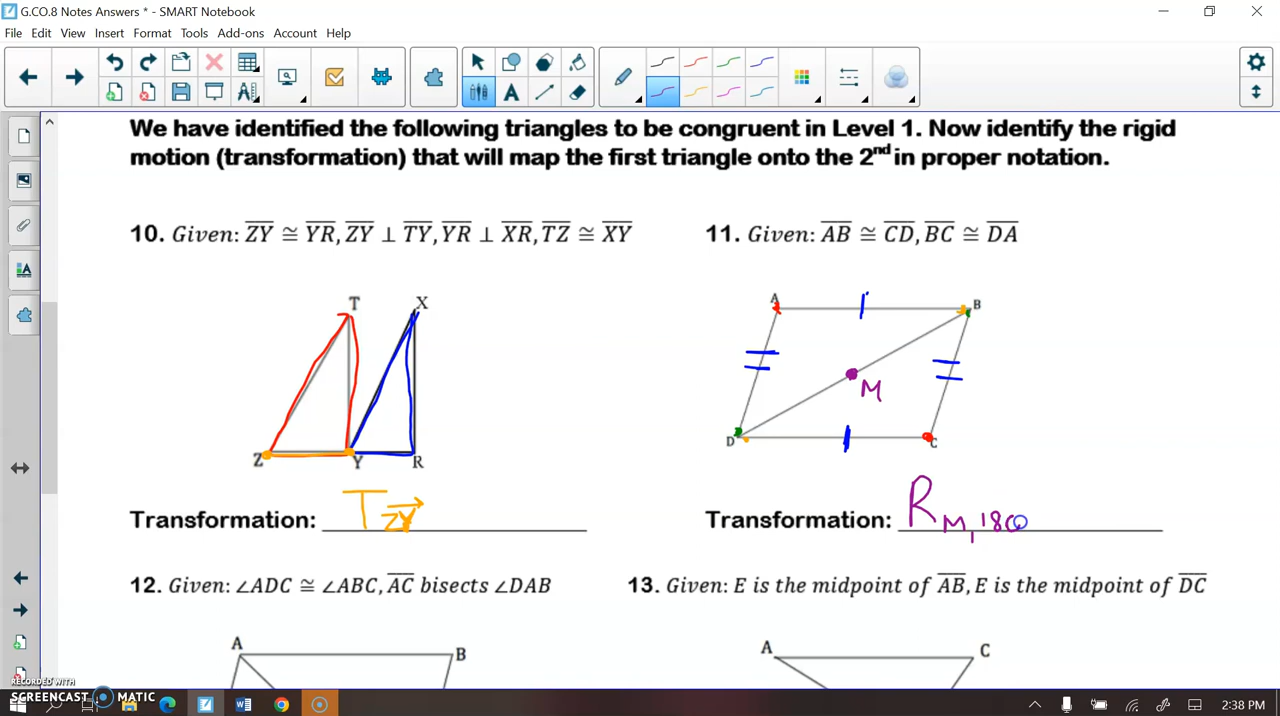 G.CO.8 Notes Answers * - SMART Notebook
File Edit View Insert Format Tools Add-ons Account Help
We have identified the following triangles to be congruent in Level 1. Now identify the rigid
motion (transformation) that will map the first triangle onto the 2nd in proper notation.
10. Given: ZY ≅ YR, ZY ⊥ TY, YR ⊥ XR, TZ ≅ XY
11. Given: AB ≅ CD, BC ≅ DA
T X
Z Y R
A B
M
D C
Transformation: T ZY
Transformation: R M, 180
12. Given: ∠ADC ≅ ∠ABC, AC bisects ∠DAB
13. Given: E is the midpoint of AB, E is the midpoint of DC
A B
A C
RECORDED WITH
SCREENCAST MATIC
2:38 PM